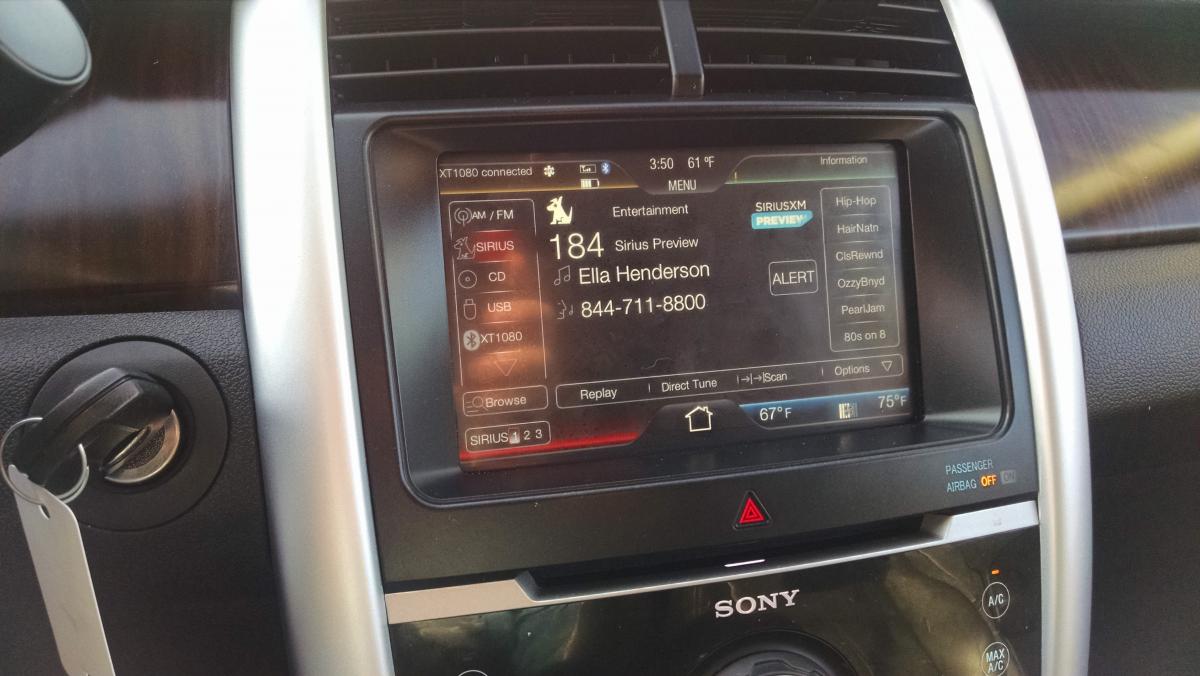 XT1080 connected
3:50 61 °F
Information
MENU
AM / FM
SIRIUS
CD
USB
XT1080
Browse
SIRIUS 1 2 3
Entertainment
184 Sirius Preview
Ella Henderson
844-711-8800
SIRIUSXM
PREVIEW
ALERT
Hip-Hop
HairNatn
ClsRewnd
OzzyBnyd
PearlJam
80s on 8
Replay
Direct Tune
Scan
Options
67°F
75°F
PASSENGER
AIRBAG OFF ON
SONY
A/C
MAX
A/C